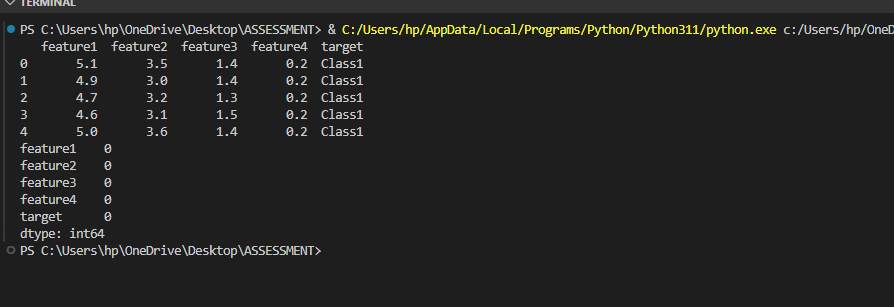 TERMINAL
PS C:\Users\hp\OneDrive\Desktop\ASSESSMENT> & C:/Users/hp/AppData/Local/Programs/Python/Python311/python.exe c:/Users/hp/OneD
feature1 feature2 feature3 feature4 target
0 5.1 3.5 1.4 0.2 Class1
1 4.9 3.0 1.4 0.2 Class1
2 4.7 3.2 1.3 0.2 Class1
3 4.6 3.1 1.5 0.2 Class1
4 5.0 3.6 1.4 0.2 Class1
feature1 0
feature2 0
feature3 0
feature4 0
target 0
dtype: int64
PS C:\Users\hp\OneDrive\Desktop\ASSESSMENT>